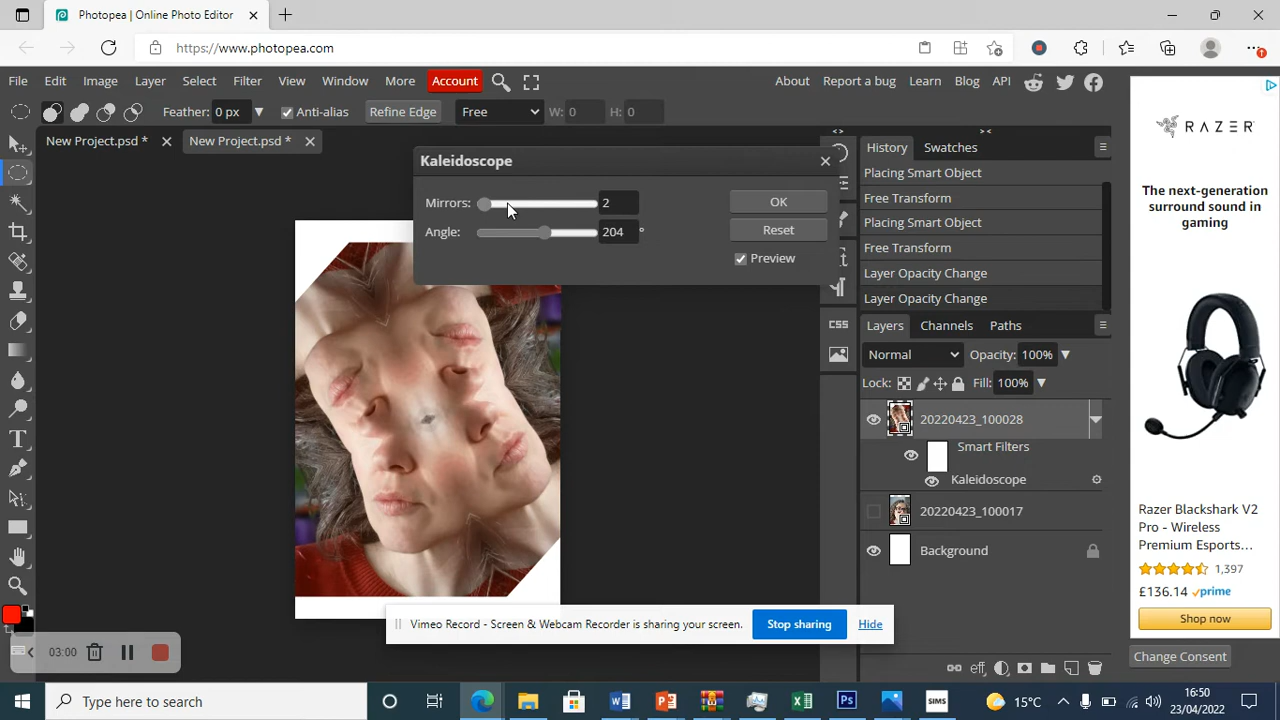 Photopea | Online Photo Editor
https://www.photopea.com
File Edit Image Layer Select Filter View Window More Account
About Report a bug Learn Blog API
Feather: 0 px Anti-alias Refine Edge Free W: 0 H: 0
New Project.psd *
New Project.psd *
Kaleidoscope
Mirrors: 2
Angle: 204 °
OK
Reset
Preview
CSS
History Swatches
Placing Smart Object
Free Transform
Placing Smart Object
Free Transform
Layer Opacity Change
Layer Opacity Change
Layers Channels Paths
Normal Opacity: 100%
Lock: Fill: 100%
20220423_100028
Smart Filters
Kaleidoscope
20220423_100017
Background
eff
RAZER
The next-generation
surround sound in
gaming
Razer Blackshark V2
Pro - Wireless
Premium Esports...
1,397
£136.14 prime
Shop now
Change Consent
Vimeo Record - Screen & Webcam Recorder is sharing your screen. Stop sharing Hide
03:00
Type here to search
Ps
SIMS
15°C
16:50
23/04/2022